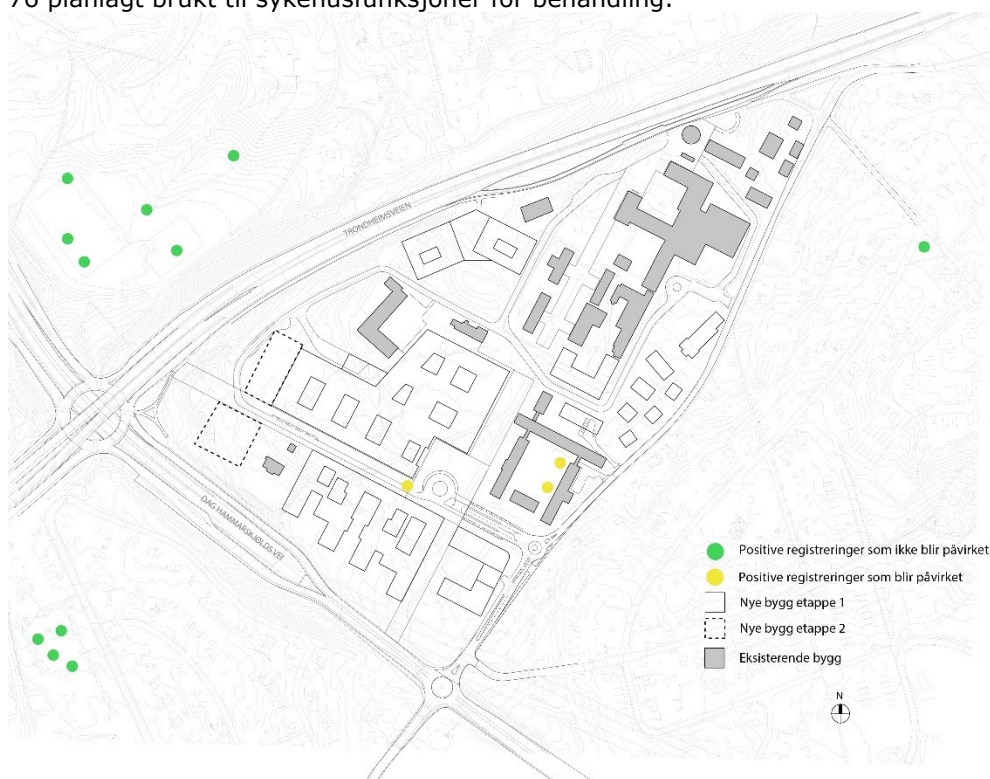 76 planlagt brukt til sykehusfunksjoner for behandling.
TRONDHEIMSVEIEN
DAG HAMMARSKJØLDS VEI
Positive registreringer som ikke blir påvirket
Positive registreringer som blir påvirket
Nye bygg etappe 1
Nye bygg etappe 2
Eksisterende bygg
N